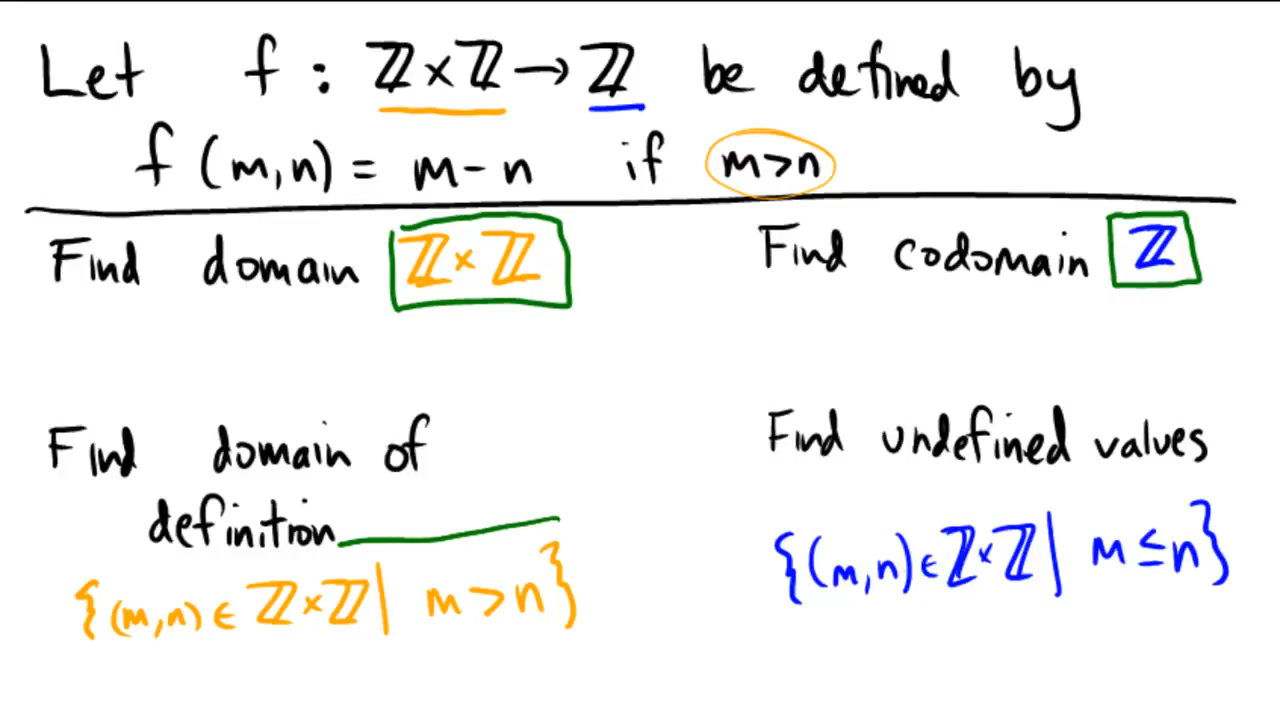 Let f : ℤ×ℤ→ℤ be defined by
f (m,n) = m-n if m>n
Find domain ℤ×ℤ
Find codomain ℤ
Find domain of
definition
{(m,n)∈ ℤ×ℤ| m>n}
Find undefined values
{(m,n)∈ ℤ×ℤ| m≤n}